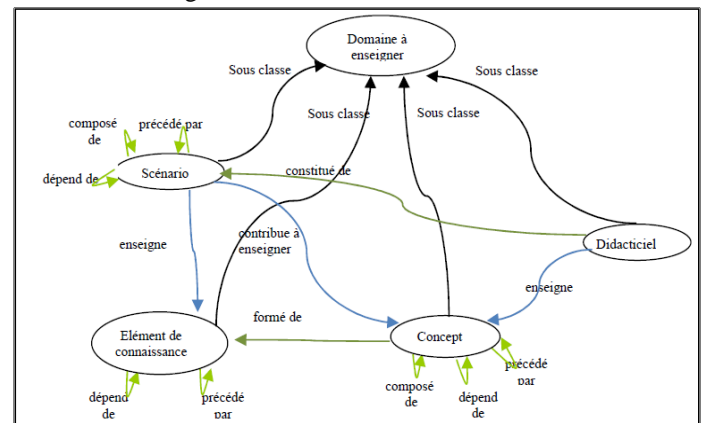 Domaine à
enseigner
Sous classe
Sous classe
Sous classe
Sous classe
composé
de
précédé par
dépend de
Scénario
constitué de
enseigne
contribue à
enseigner
Didacticiel
enseigne
formé de
Elément de
connaissance
Concept
dépend
de
précédé
par
composé
de
dépend
de
précédé
par